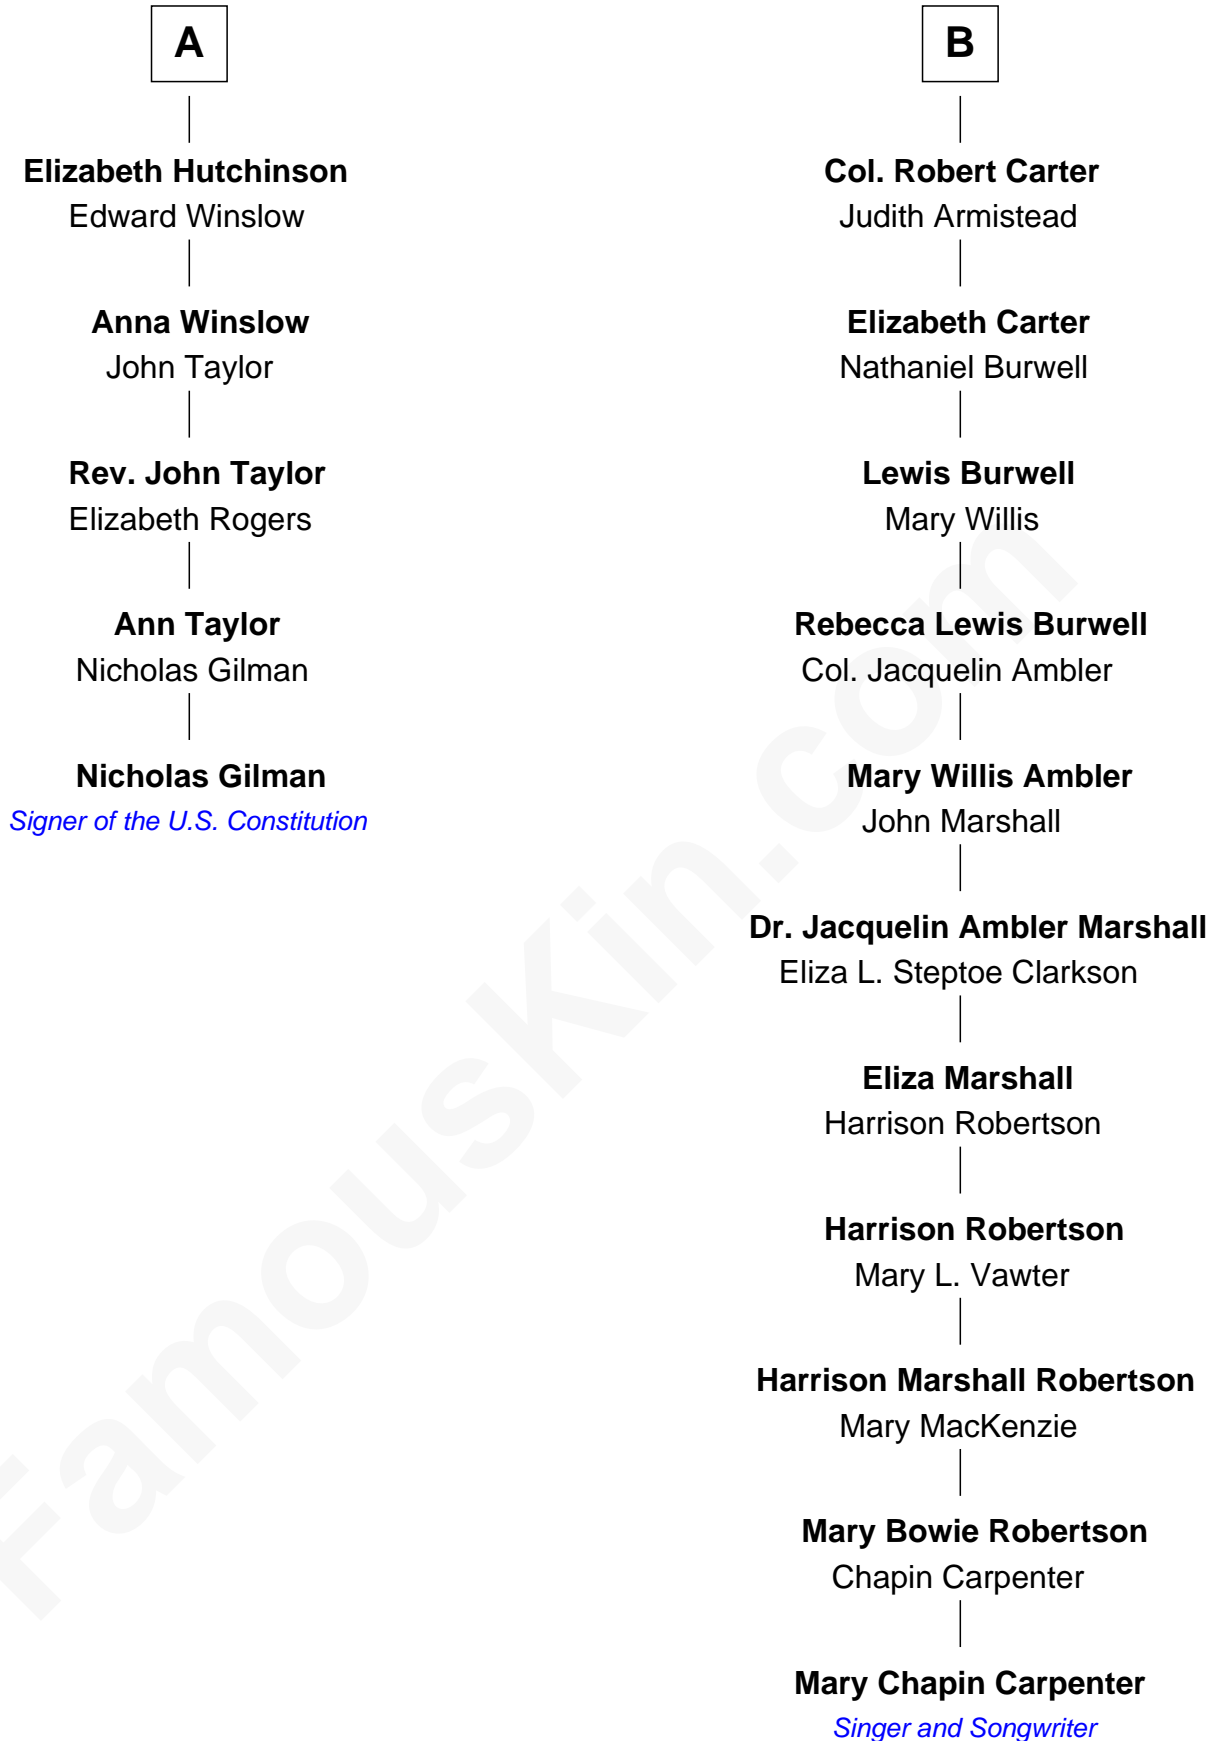 A
Elizabeth Hutchinson
Edward Winslow
Anna Winslow
John Taylor
Rev. John Taylor
Elizabeth Rogers
Ann Taylor
Nicholas Gilman
Nicholas Gilman
Signer of the U.S. Constitution
B
Col. Robert Carter
Judith Armistead
Elizabeth Carter
Nathaniel Burwell
Lewis Burwell
Mary Willis
Rebecca Lewis Burwell
Col. Jacquelin Ambler
Mary Willis Ambler
John Marshall
Dr. Jacquelin Ambler Marshall
Eliza L. Steptoe Clarkson
Eliza Marshall
Harrison Robertson
Harrison Robertson
Mary L. Vawter
Harrison Marshall Robertson
Mary MacKenzie
Mary Bowie Robertson
Chapin Carpenter
Mary Chapin Carpenter
Singer and Songwriter
FamousKin.com